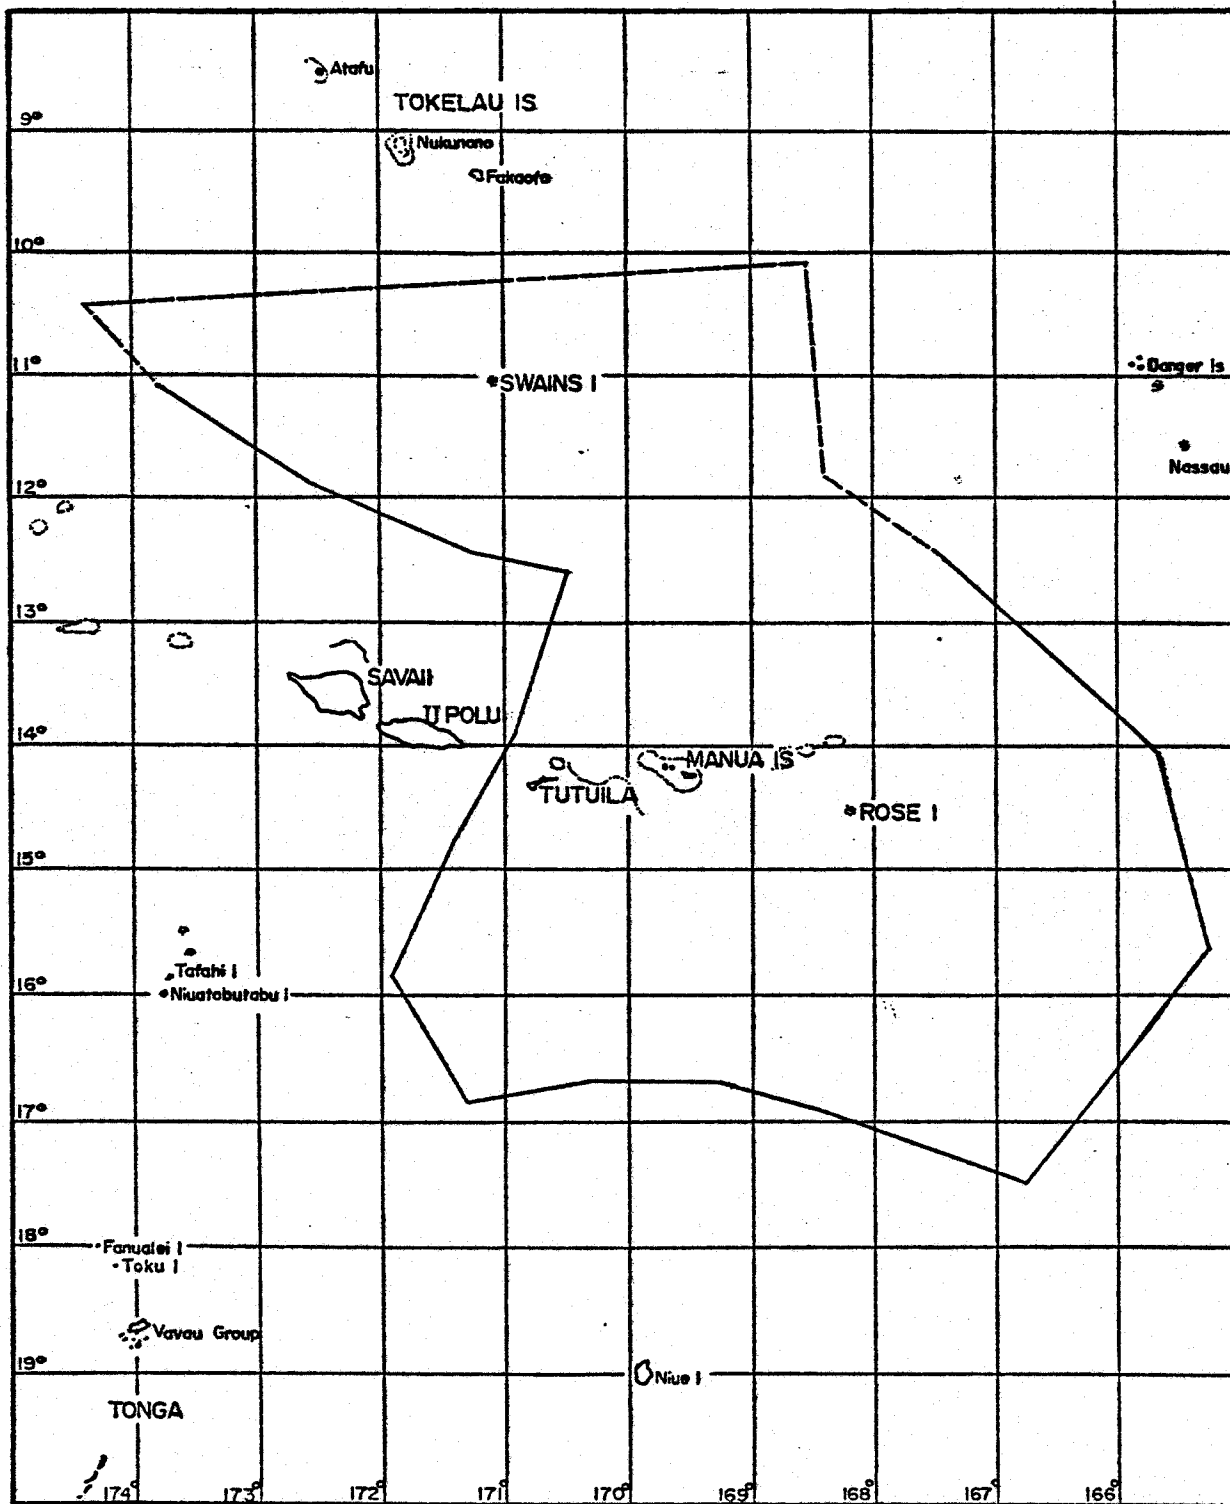 Atafu
TOKELAU IS
9°
Nukunono
Fakaofo
10°
11°
SWAINS I
Danger Is
Nassau
12°
13°
SAVAII
UPOLU
14°
MANUA IS
TUTUILA
ROSE I
15°
Tafahi I
16°
Niuatobutabu I
17°
18°
Fanualei I
Toku I
Vavau Group
19°
Niue I
TONGA
174° 173° 172° 171° 170° 169° 168° 167° 166°